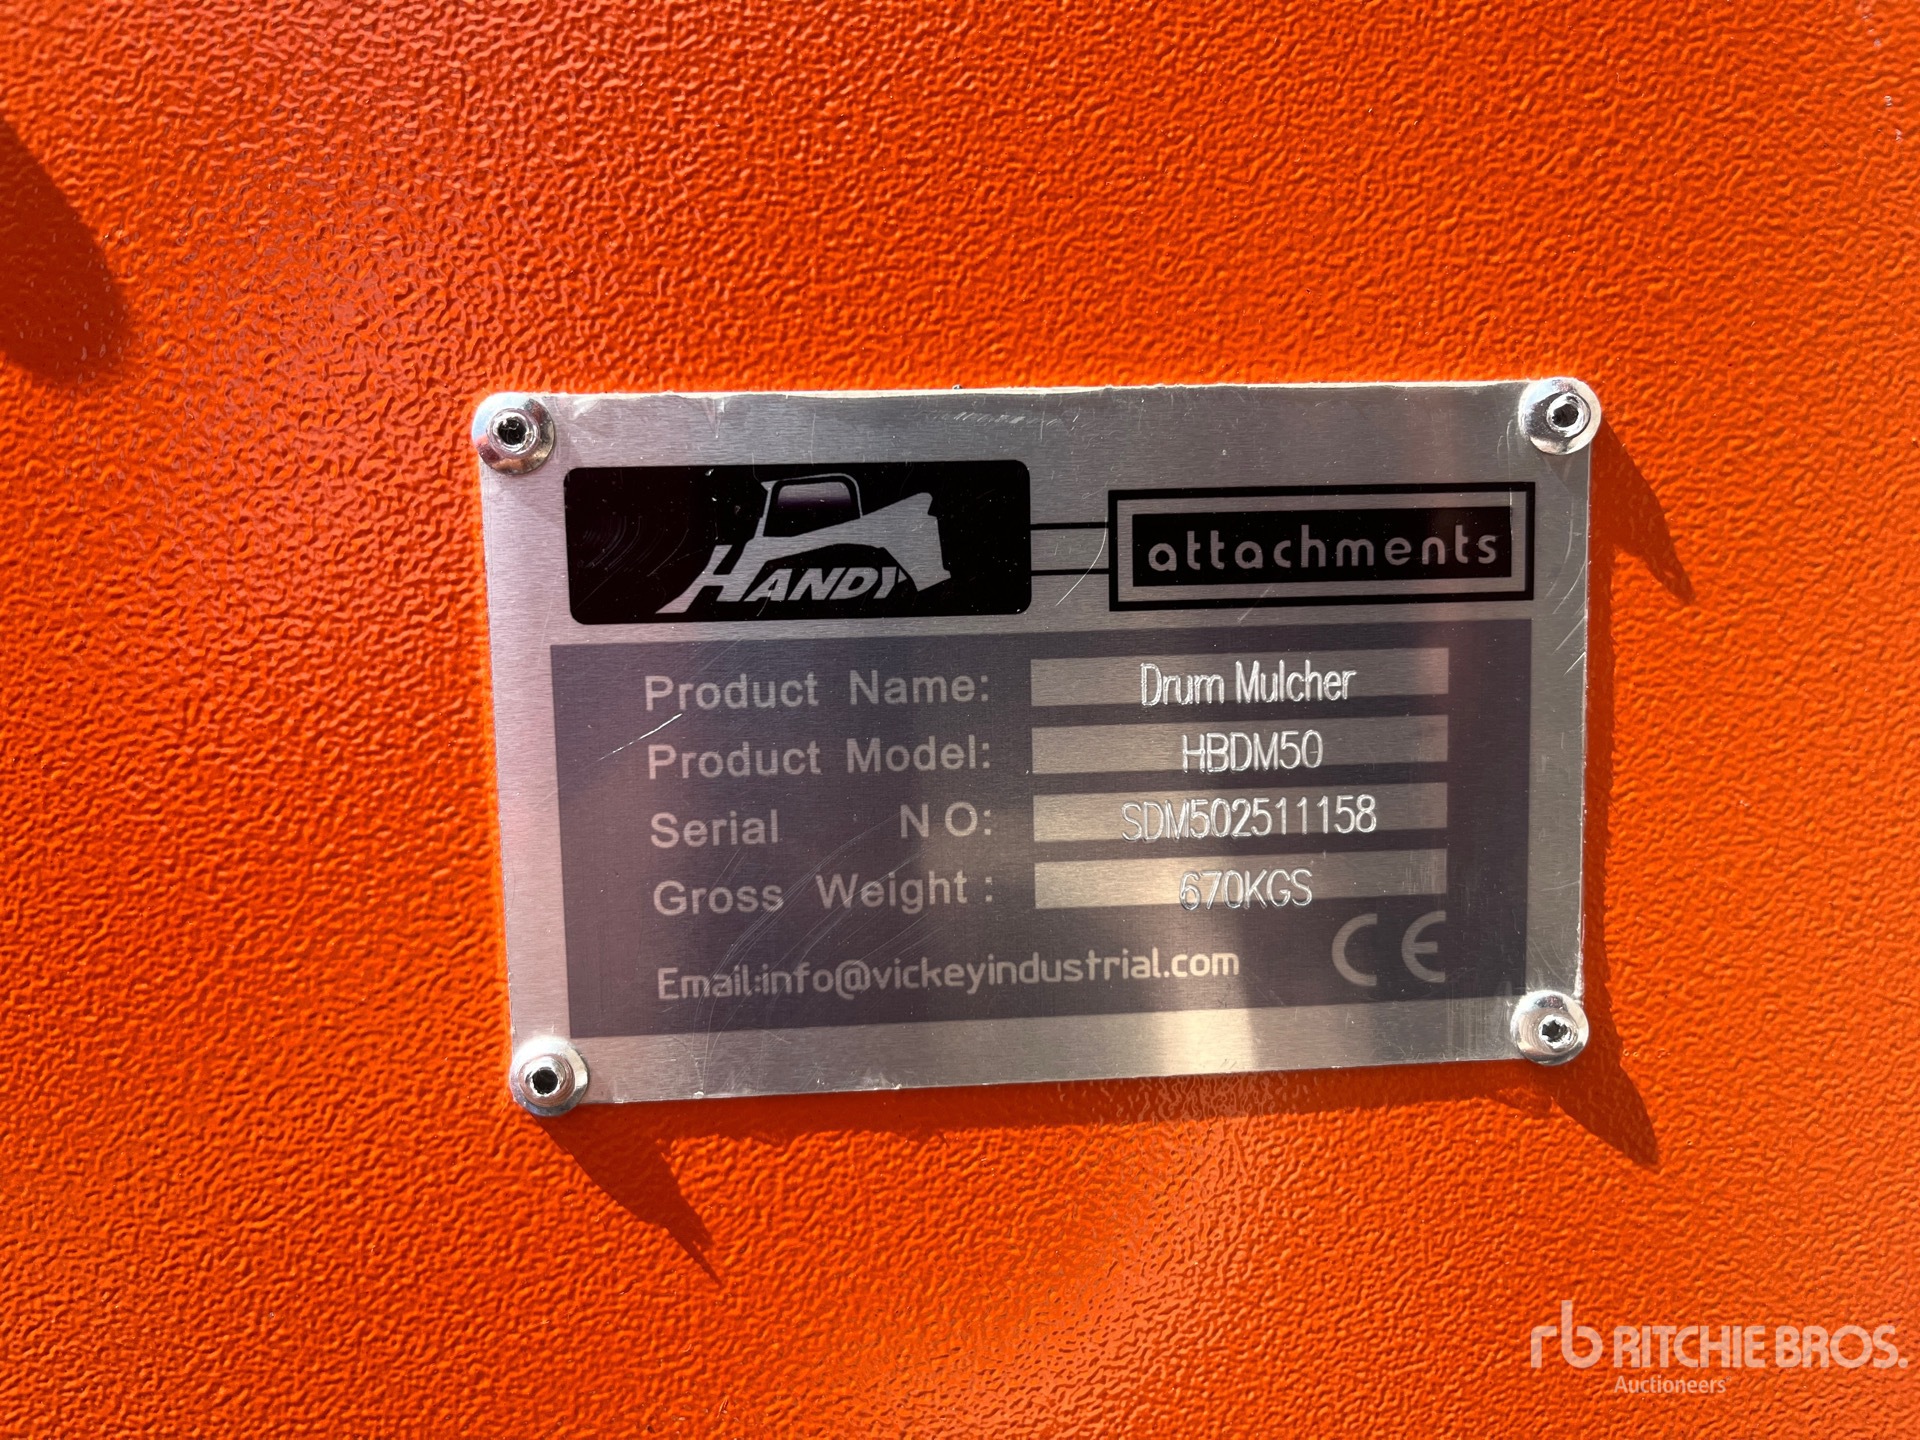 HANDY attachments
Product Name: Drum Mulcher
Product Model: HBDM50
Serial NO: SDM502511158
Gross Weight: 670KGS
Email:info@vickeyindustrial.com CE
rb RITCHIE BROS.
Auctioneers